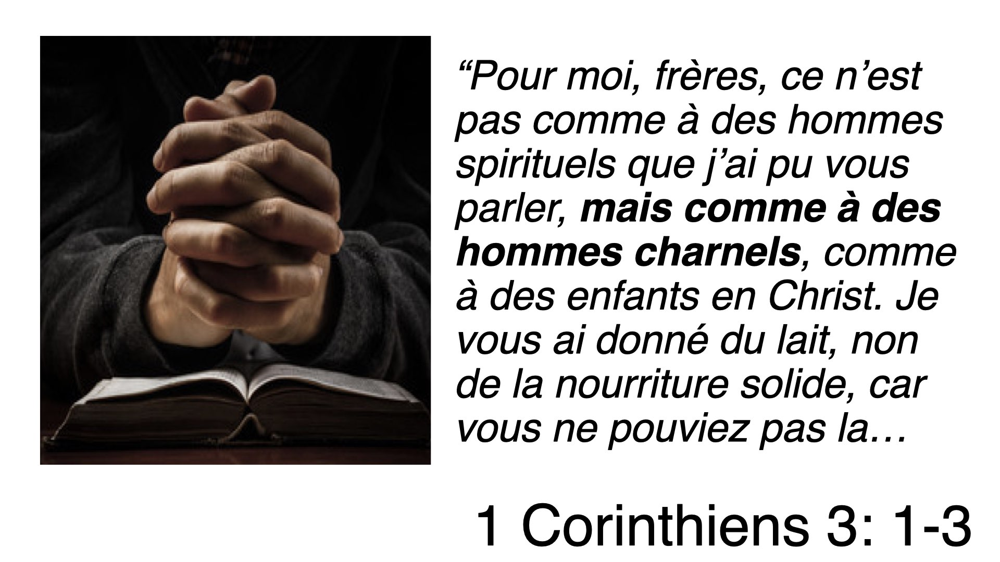 “Pour moi, frères, ce n’est
pas comme à des hommes
spirituels que j’ai pu vous
parler, mais comme à des
hommes charnels, comme
à des enfants en Christ. Je
vous ai donné du lait, non
de la nourriture solide, car
vous ne pouviez pas la…
1 Corinthiens 3: 1-3